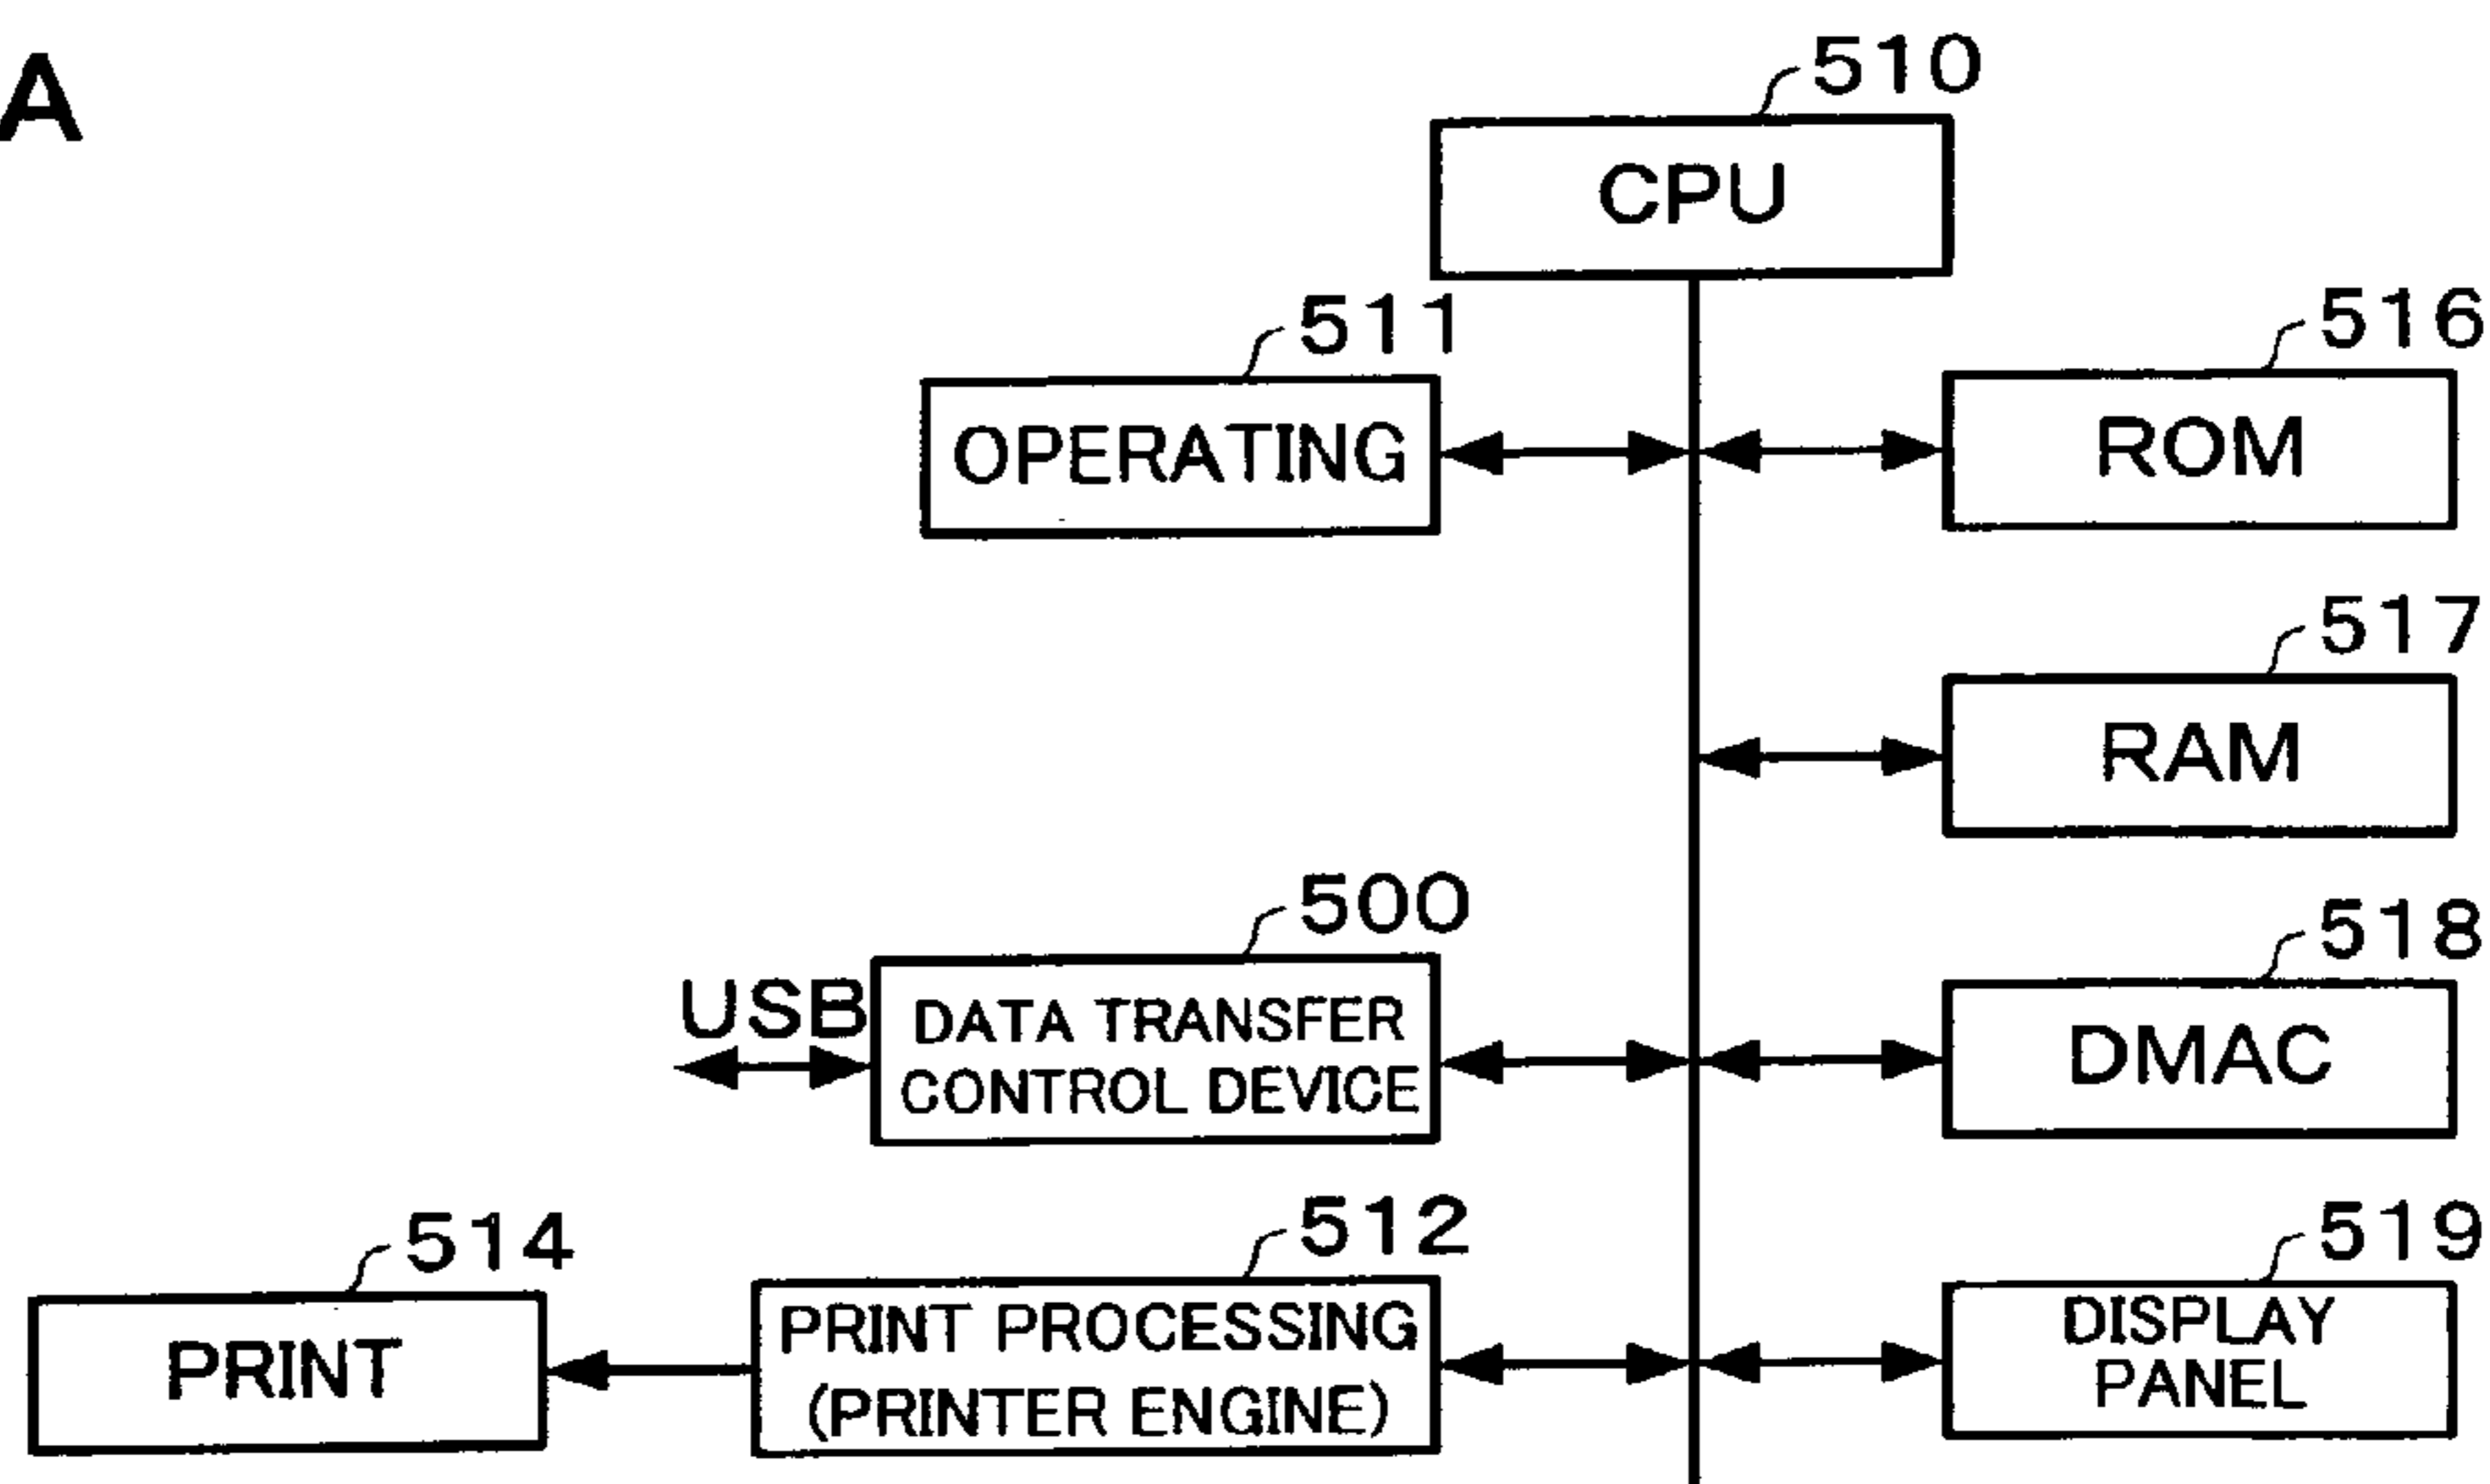 A
510
CPU
511
OPERATING
516
ROM
517
RAM
500
USB
DATA TRANSFER
CONTROL DEVICE
518
DMAC
514
PRINT
512
PRINT PROCESSING
(PRINTER ENGINE)
519
DISPLAY
PANEL